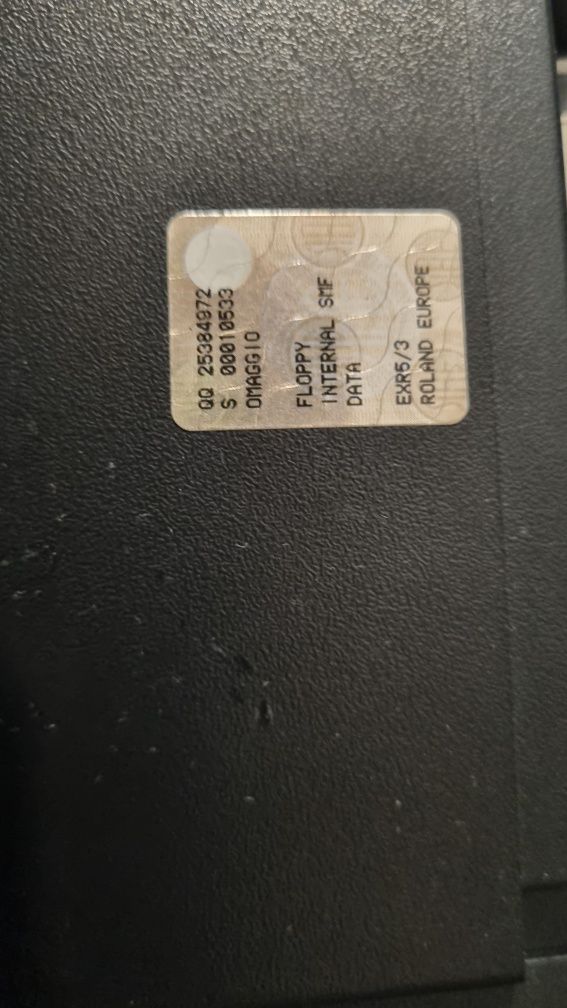 QQ 25384972
S 00010533
OMAGGIO
FLOPPY
INTERNAL SMF
DATA
EXR5/3
ROLAND EUROPE